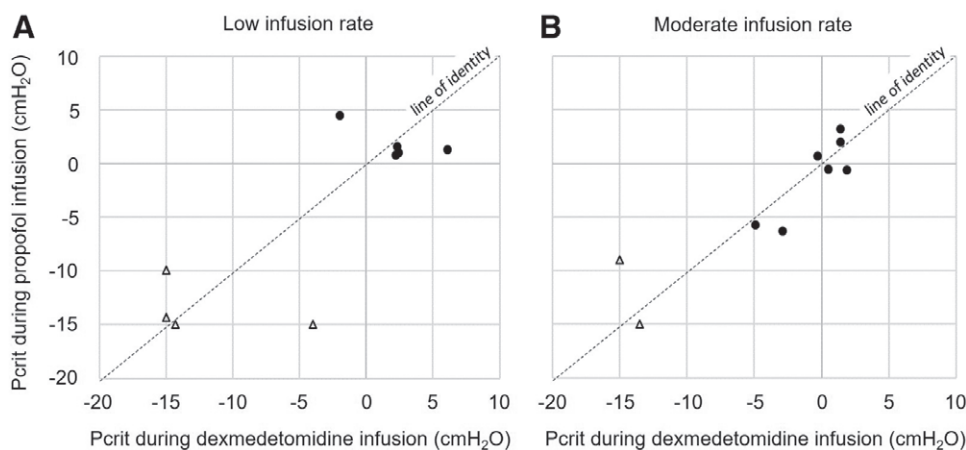 A Low infusion rate
B Moderate infusion rate
Pcrit during propofol infusion (cmH₂O)
10
5
0
-5
-10
-15
-20
line of identity
-20 -15 -10 -5 0 5 10
Pcrit during dexmedetomidine infusion (cmH₂O)
line of identity
-20 -15 -10 -5 0 5 10
Pcrit during dexmedetomidine infusion (cmH₂O)